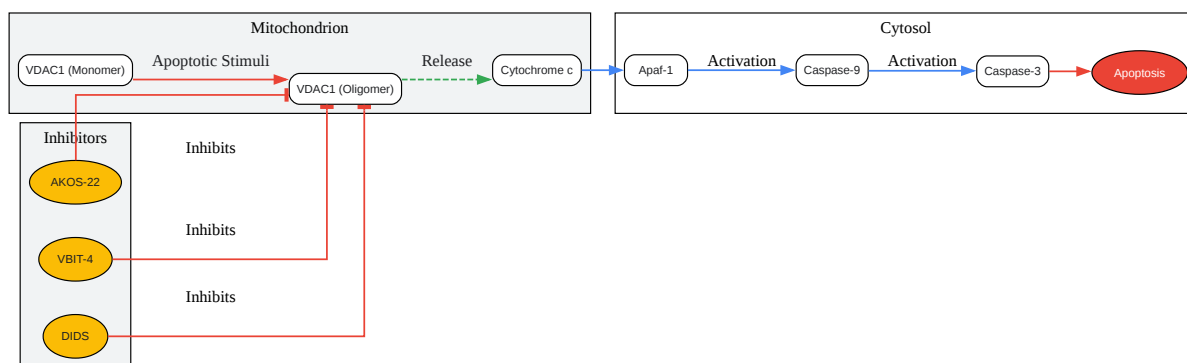 Mitochondrion
Cytosol
VDAC1 (Monomer)
Apoptotic Stimuli
VDAC1 (Oligomer)
Release
Cytochrome c
Apaf-1
Activation
Caspase-9
Activation
Caspase-3
Apoptosis
Inhibitors
Inhibits
AKOS-22
Inhibits
VBIT-4
Inhibits
DIDS